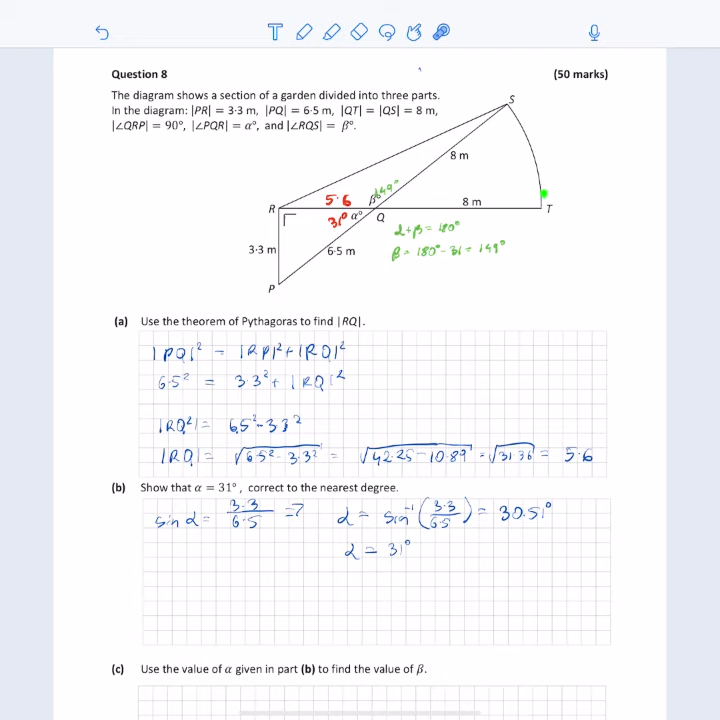 Question 8
(50 marks)
The diagram shows a section of a garden divided into three parts.
In the diagram: |PR| = 3·3 m, |PQ| = 6·5 m, |QT| = |QS| = 8 m,
|∠QRP| = 90°, |∠PQR| = α°, and |∠RQS| = β°.
S
8 m
5·6
β°
149°
8 m
R
T
31°
α°
Q
α+β = 180°
3·3 m
6·5 m
β = 180° - 31 = 149°
P
(a) Use the theorem of Pythagoras to find |RQ|.
|PQ|² = |RP|² + |RQ|²
6·5² = 3·3² + |RQ|²
|RQ²| = 6,5² - 3·3²
|RQ| = √6·5² - 3·3² = √42·25 - 10·89 = √31·36 = 5·6
(b) Show that α = 31°, correct to the nearest degree.
sin α = 3·3/6·5 => α = sin⁻¹(3·3/6·5) = 30·51°
α = 31°
(c) Use the value of α given in part (b) to find the value of β.